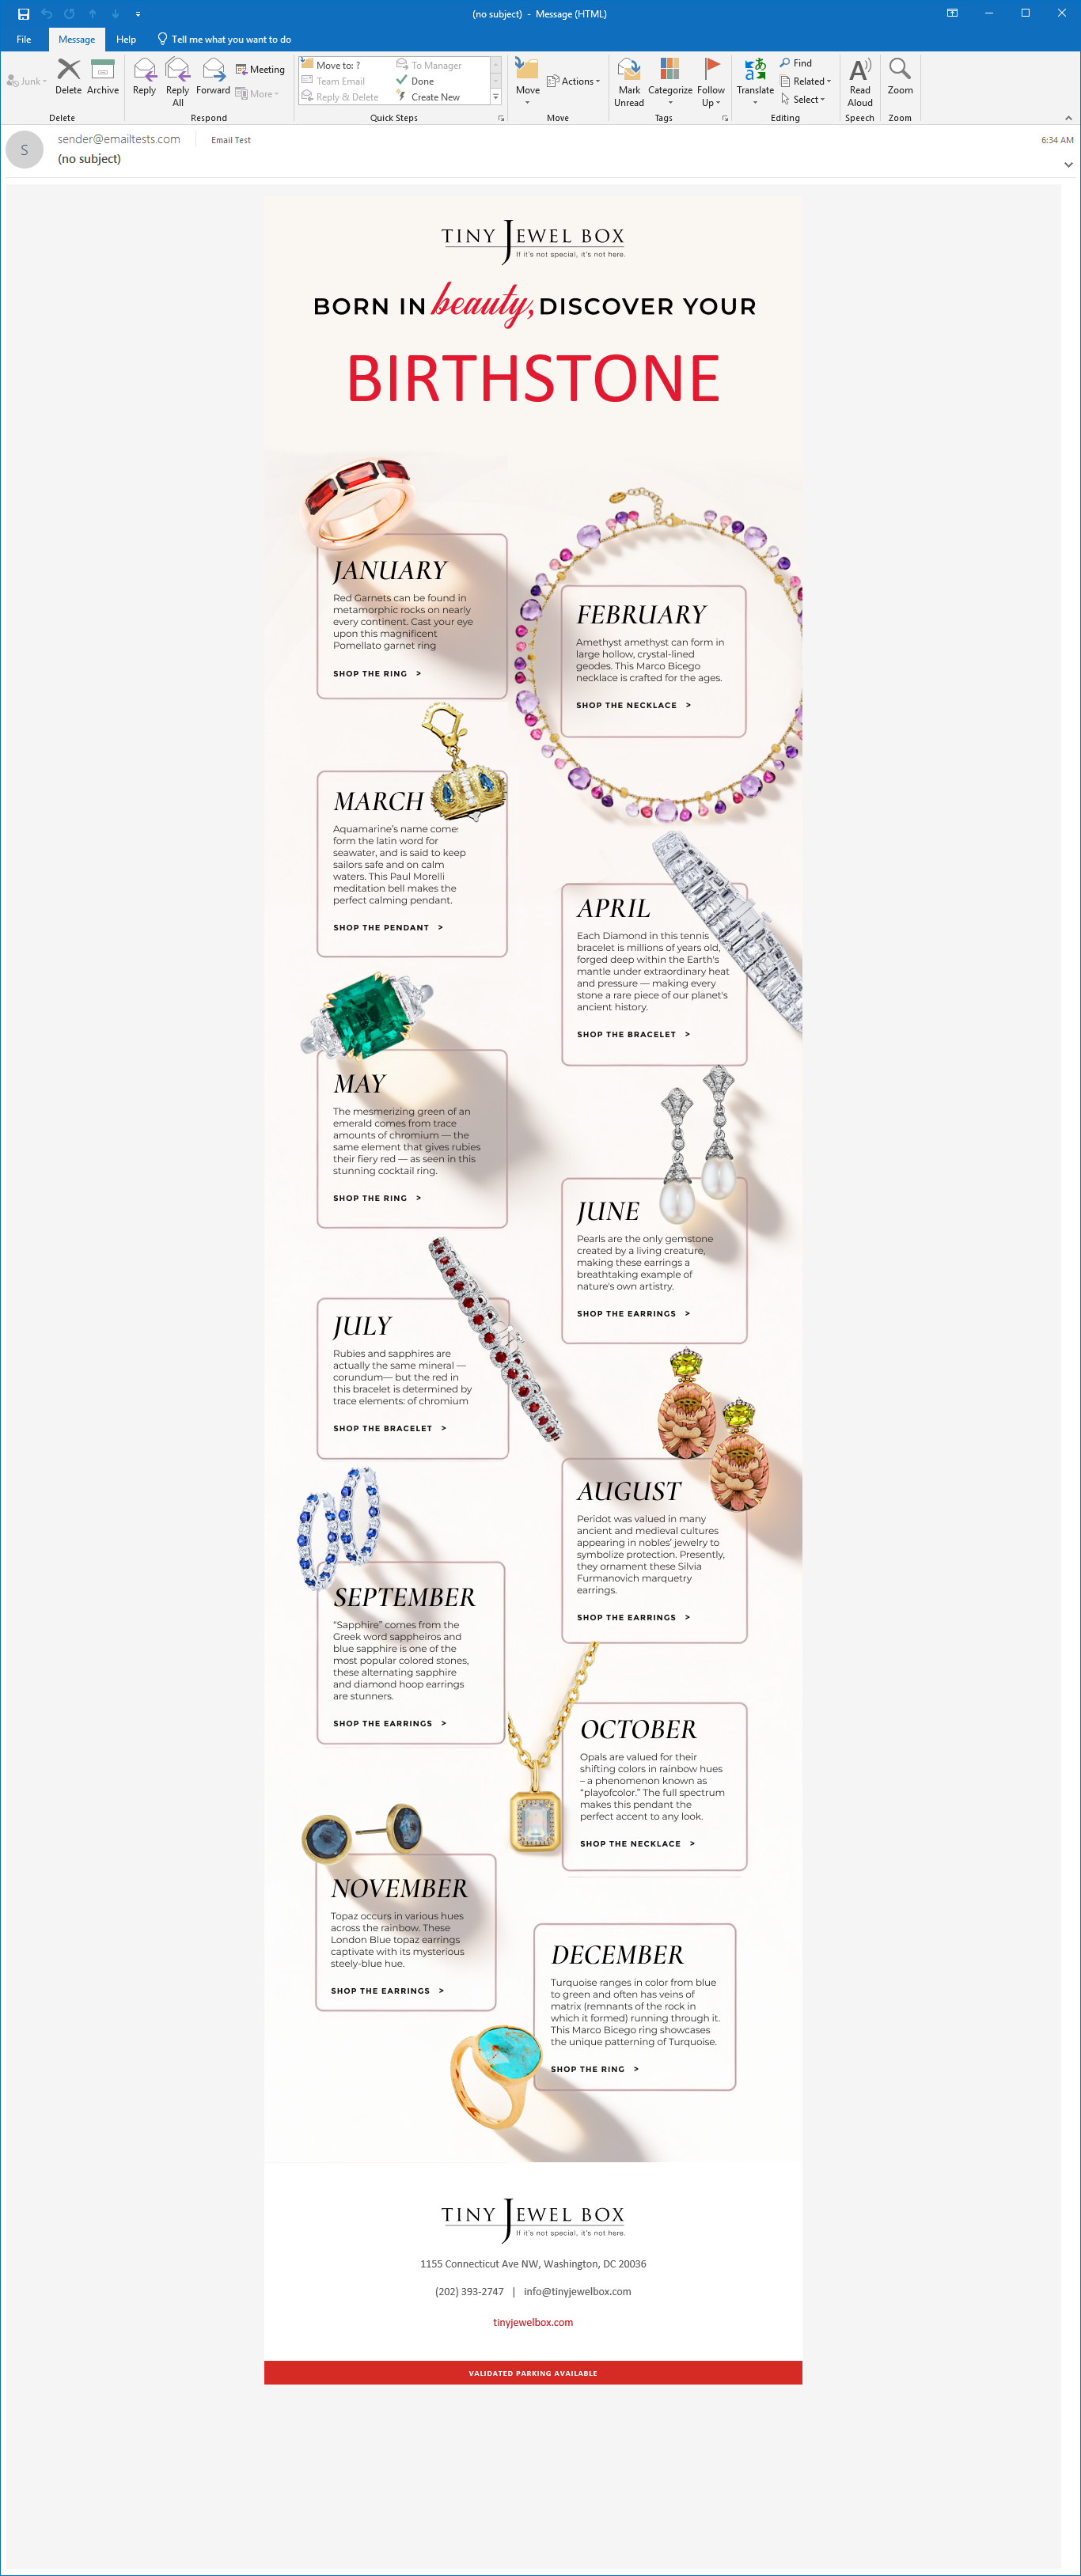 (no subject) - Message (HTML)
File Message Help Tell me what you want to do
Junk
Delete
Archive
Delete
Reply
Reply All
Forward
Meeting
More
Respond
Move to: ?
Team Email
Reply & Delete
To Manager
Done
Create New
Quick Steps
Move
Actions
Move
Mark Unread
Categorize
Follow Up
Tags
Translate
Find
Related
Select
Editing
Read Aloud
Speech
Zoom
Zoom
S
sender@emailtests.com Email Test
6:34 AM
(no subject)
TINY JEWEL BOX
If it's not special, it's not here.
BORN IN beauty, DISCOVER YOUR
BIRTHSTONE
JANUARY
Red Garnets can be found in
metamorphic rocks on nearly
every continent. Cast your eye
upon this magnificent
Pomellato garnet ring
SHOP THE RING >
FEBRUARY
Amethyst amethyst can form in
large hollow, crystal-lined
geodes. This Marco Bicego
necklace is crafted for the ages.
SHOP THE NECKLACE >
MARCH
Aquamarine's name comes
form the latin word for
seawater, and is said to keep
sailors safe and on calm
waters. This Paul Morelli
meditation bell makes the
perfect calming pendant.
SHOP THE PENDANT >
APRIL
Each Diamond in this tennis
bracelet is millions of years old,
forged deep within the Earth's
mantle under extraordinary heat
and pressure — making every
stone a rare piece of our planet's
ancient history.
SHOP THE BRACELET >
MAY
The mesmerizing green of an
emerald comes from trace
amounts of chromium — the
same element that gives rubies
their fiery red — as seen in this
stunning cocktail ring.
SHOP THE RING >
JUNE
Pearls are the only gemstone
created by a living creature,
making these earrings a
breathtaking example of
nature's own artistry.
SHOP THE EARRINGS >
JULY
Rubies and sapphires are
actually the same mineral —
corundum— but the red in
this bracelet is determined by
trace elements: of chromium
SHOP THE BRACELET >
AUGUST
Peridot was valued in many
ancient and medieval cultures
appearing in nobles' jewelry to
symbolize protection. Presently,
they ornament these Silvia
Furmanovich marquetry
earrings.
SHOP THE EARRINGS >
SEPTEMBER
"Sapphire" comes from the
Greek word sappheiros and
blue sapphire is one of the
most popular colored stones,
these alternating sapphire
and diamond hoop earrings
are stunners.
SHOP THE EARRINGS >
OCTOBER
Opals are valued for their
shifting colors in rainbow hues
– a phenomenon known as
"playofcolor." The full spectrum
makes this pendant the
perfect accent to any look.
SHOP THE NECKLACE >
NOVEMBER
Topaz occurs in various hues
across the rainbow. These
London Blue topaz earrings
captivate with its mysterious
steely-blue hue.
SHOP THE EARRINGS >
DECEMBER
Turquoise ranges in color from blue
to green and often has veins of
matrix (remnants of the rock in
which it formed) running through it.
This Marco Bicego ring showcases
the unique patterning of Turquoise.
SHOP THE RING >
TINY JEWEL BOX
If it's not special, it's not here.
1155 Connecticut Ave NW, Washington, DC 20036
(202) 393-2747 | info@tinyjewelbox.com
tinyjewelbox.com
VALIDATED PARKING AVAILABLE